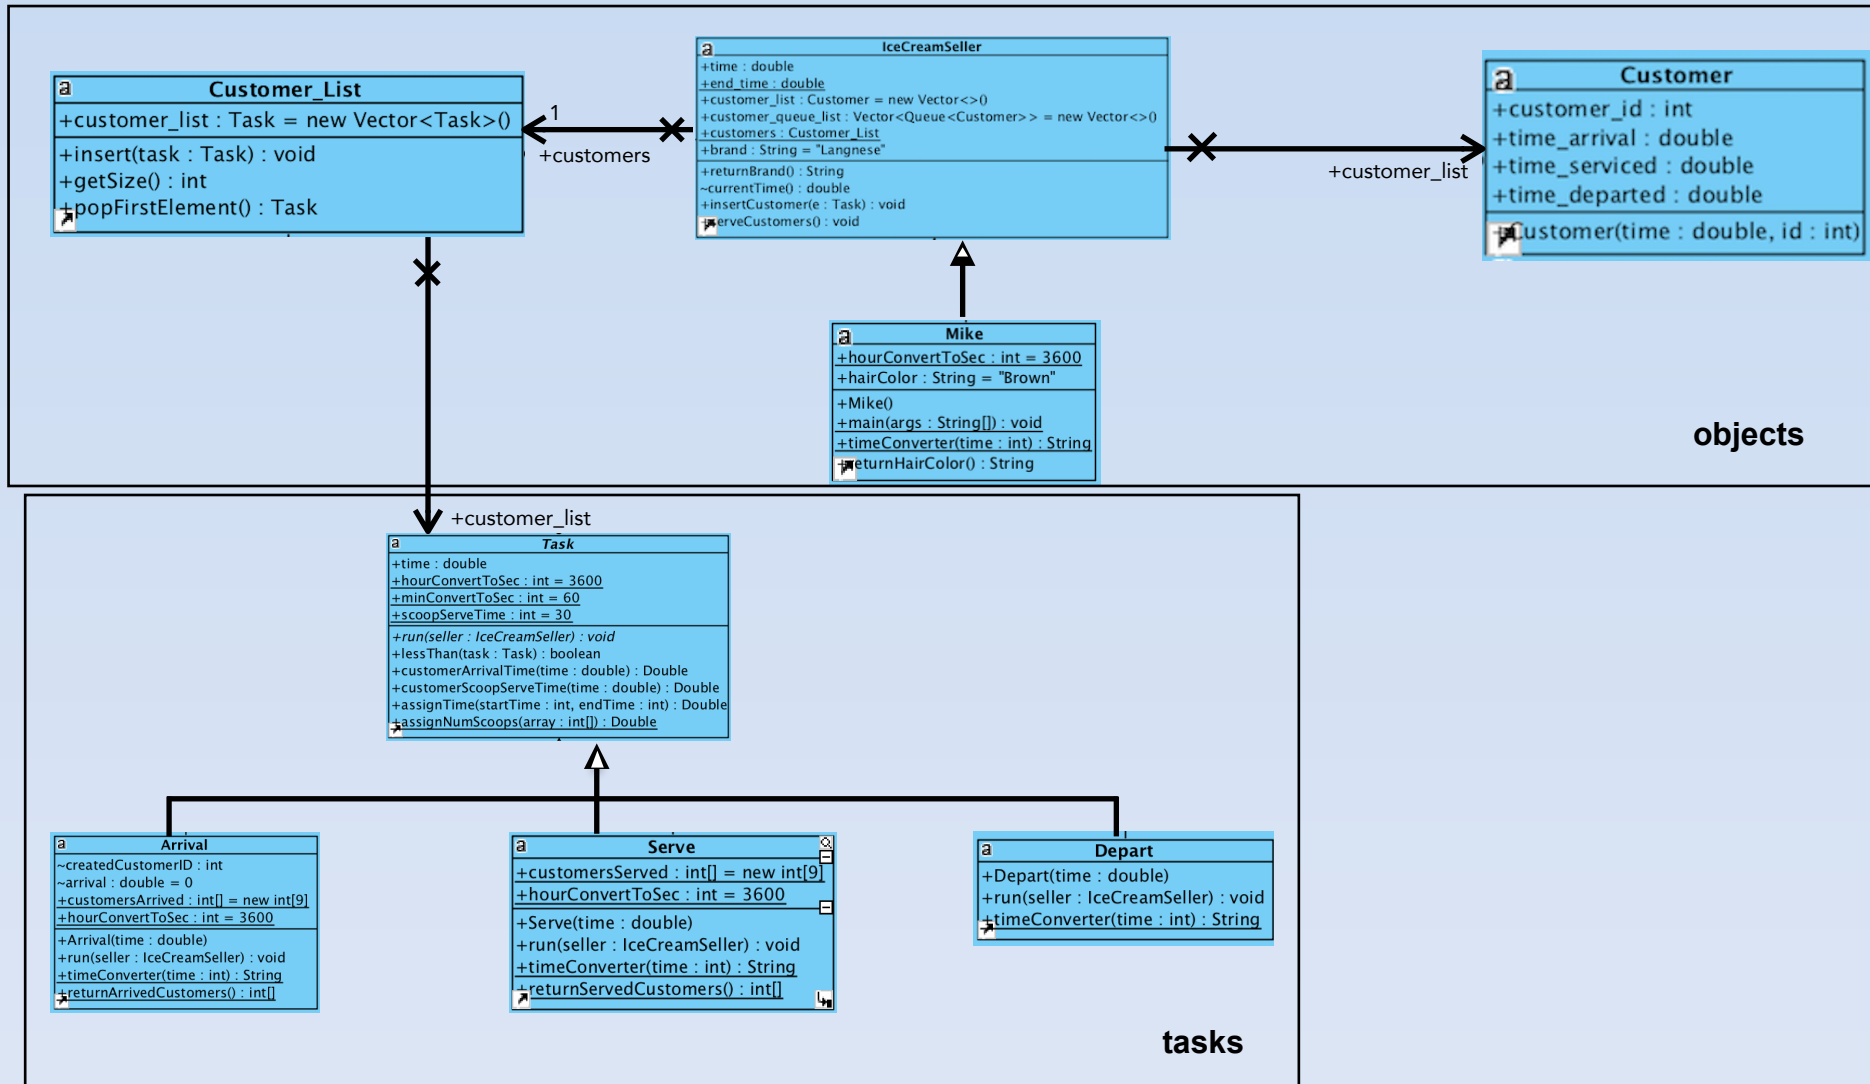 a Customer_List
+customer_list : Task = new Vector<Task>()
+insert(task : Task) : void
+getSize() : int
+popFirstElement() : Task
1
+customers
a IceCreamSeller
+time : double
+end_time : double
+customer_list : Customer = new Vector<>()
+customer_queue_list : Vector<Queue<Customer>> = new Vector<>()
+customers : Customer_List
+brand : String = "Langnese"
+returnBrand() : String
~currentTime() : double
+insertCustomer(e : Task) : void
+serveCustomers() : void
+customer_list
a Customer
+customer_id : int
+time_arrival : double
+time_serviced : double
+time_departed : double
+Customer(time : double, id : int)
a Mike
+hourConvertToSec : int = 3600
+hairColor : String = "Brown"
+Mike()
+main(args : String[]) : void
+timeConverter(time : int) : String
+returnHairColor() : String
objects
+customer_list
a Task
+time : double
+hourConvertToSec : int = 3600
+minConvertToSec : int = 60
+scoopServeTime : int = 30
+run(seller : IceCreamSeller) : void
+lessThan(task : Task) : boolean
+customerArrivalTime(time : double) : Double
+customerScoopServeTime(time : double) : Double
+assignTime(startTime : int, endTime : int) : Double
+assignNumScoops(array : int[]) : Double
a Arrival
~createdCustomerID : int
~arrival : double = 0
+customersArrived : int[] = new int[9]
+hourConvertToSec : int = 3600
+Arrival(time : double)
+run(seller : IceCreamSeller) : void
+timeConverter(time : int) : String
+returnArrivedCustomers() : int[]
a Serve
+customersServed : int[] = new int[9]
+hourConvertToSec : int = 3600
+Serve(time : double)
+run(seller : IceCreamSeller) : void
+timeConverter(time : int) : String
+returnServedCustomers() : int[]
a Depart
+Depart(time : double)
+run(seller : IceCreamSeller) : void
+timeConverter(time : int) : String
tasks